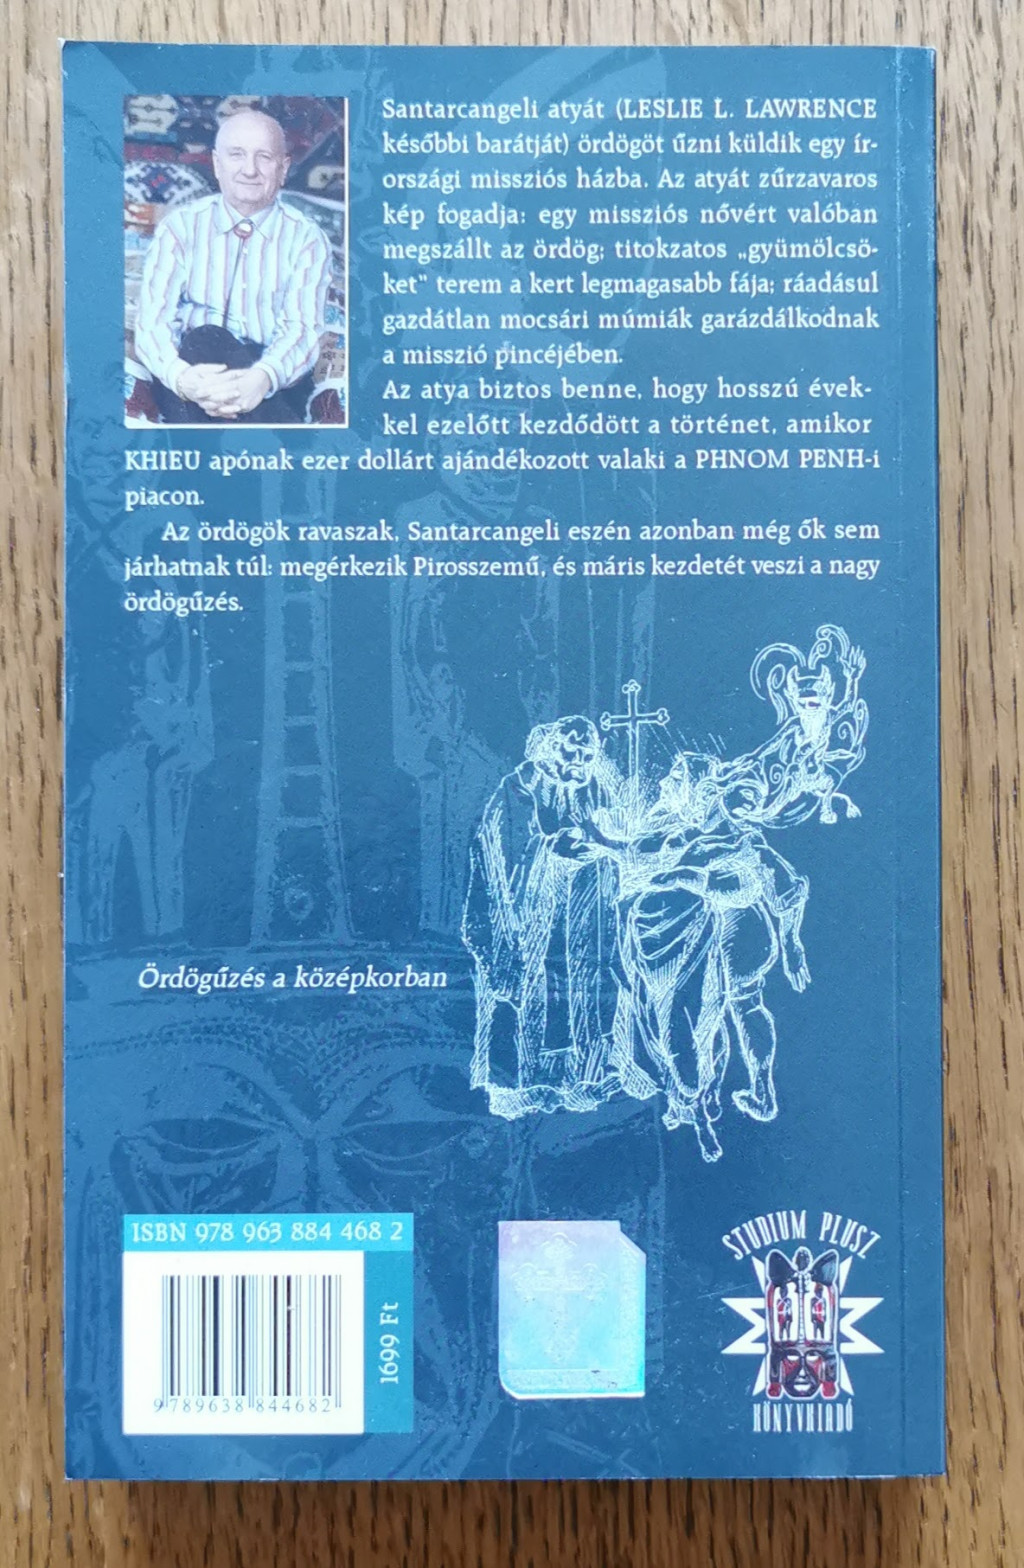 Santarcangeli atyát (LESLIE L. LAWRENCE
későbbi barátját) ördögöt űzni küldik egy ír-
országi missziós házba. Az atyát zűrzavaros
kép fogadja: egy missziós nővért valóban
megszállt az ördög; titokzatos „gyümölcsö-
ket" terem a kert legmagasabb fája; ráadásul
gazdátlan mocsári múmiák garázdálkodnak
a misszió pincéjében.
Az atya biztos benne, hogy hosszú évek-
kel ezelőtt kezdődött a történet, amikor
KHIEU apónak ezer dollárt ajándékozott valaki a PHNOM PENH-i
piacon.
Az ördögök ravaszak, Santarcangeli eszén azonban még ők sem
járhatnak túl: megérkezik Pirosszemű, és máris kezdetét veszi a nagy
ördögűzés.
Ördögűzés a középkorban
ISBN 978 963 884 468 2
1699 Ft
9 789638 844682
STUDIUM PLUSZ
KÖNYVKIADÓ